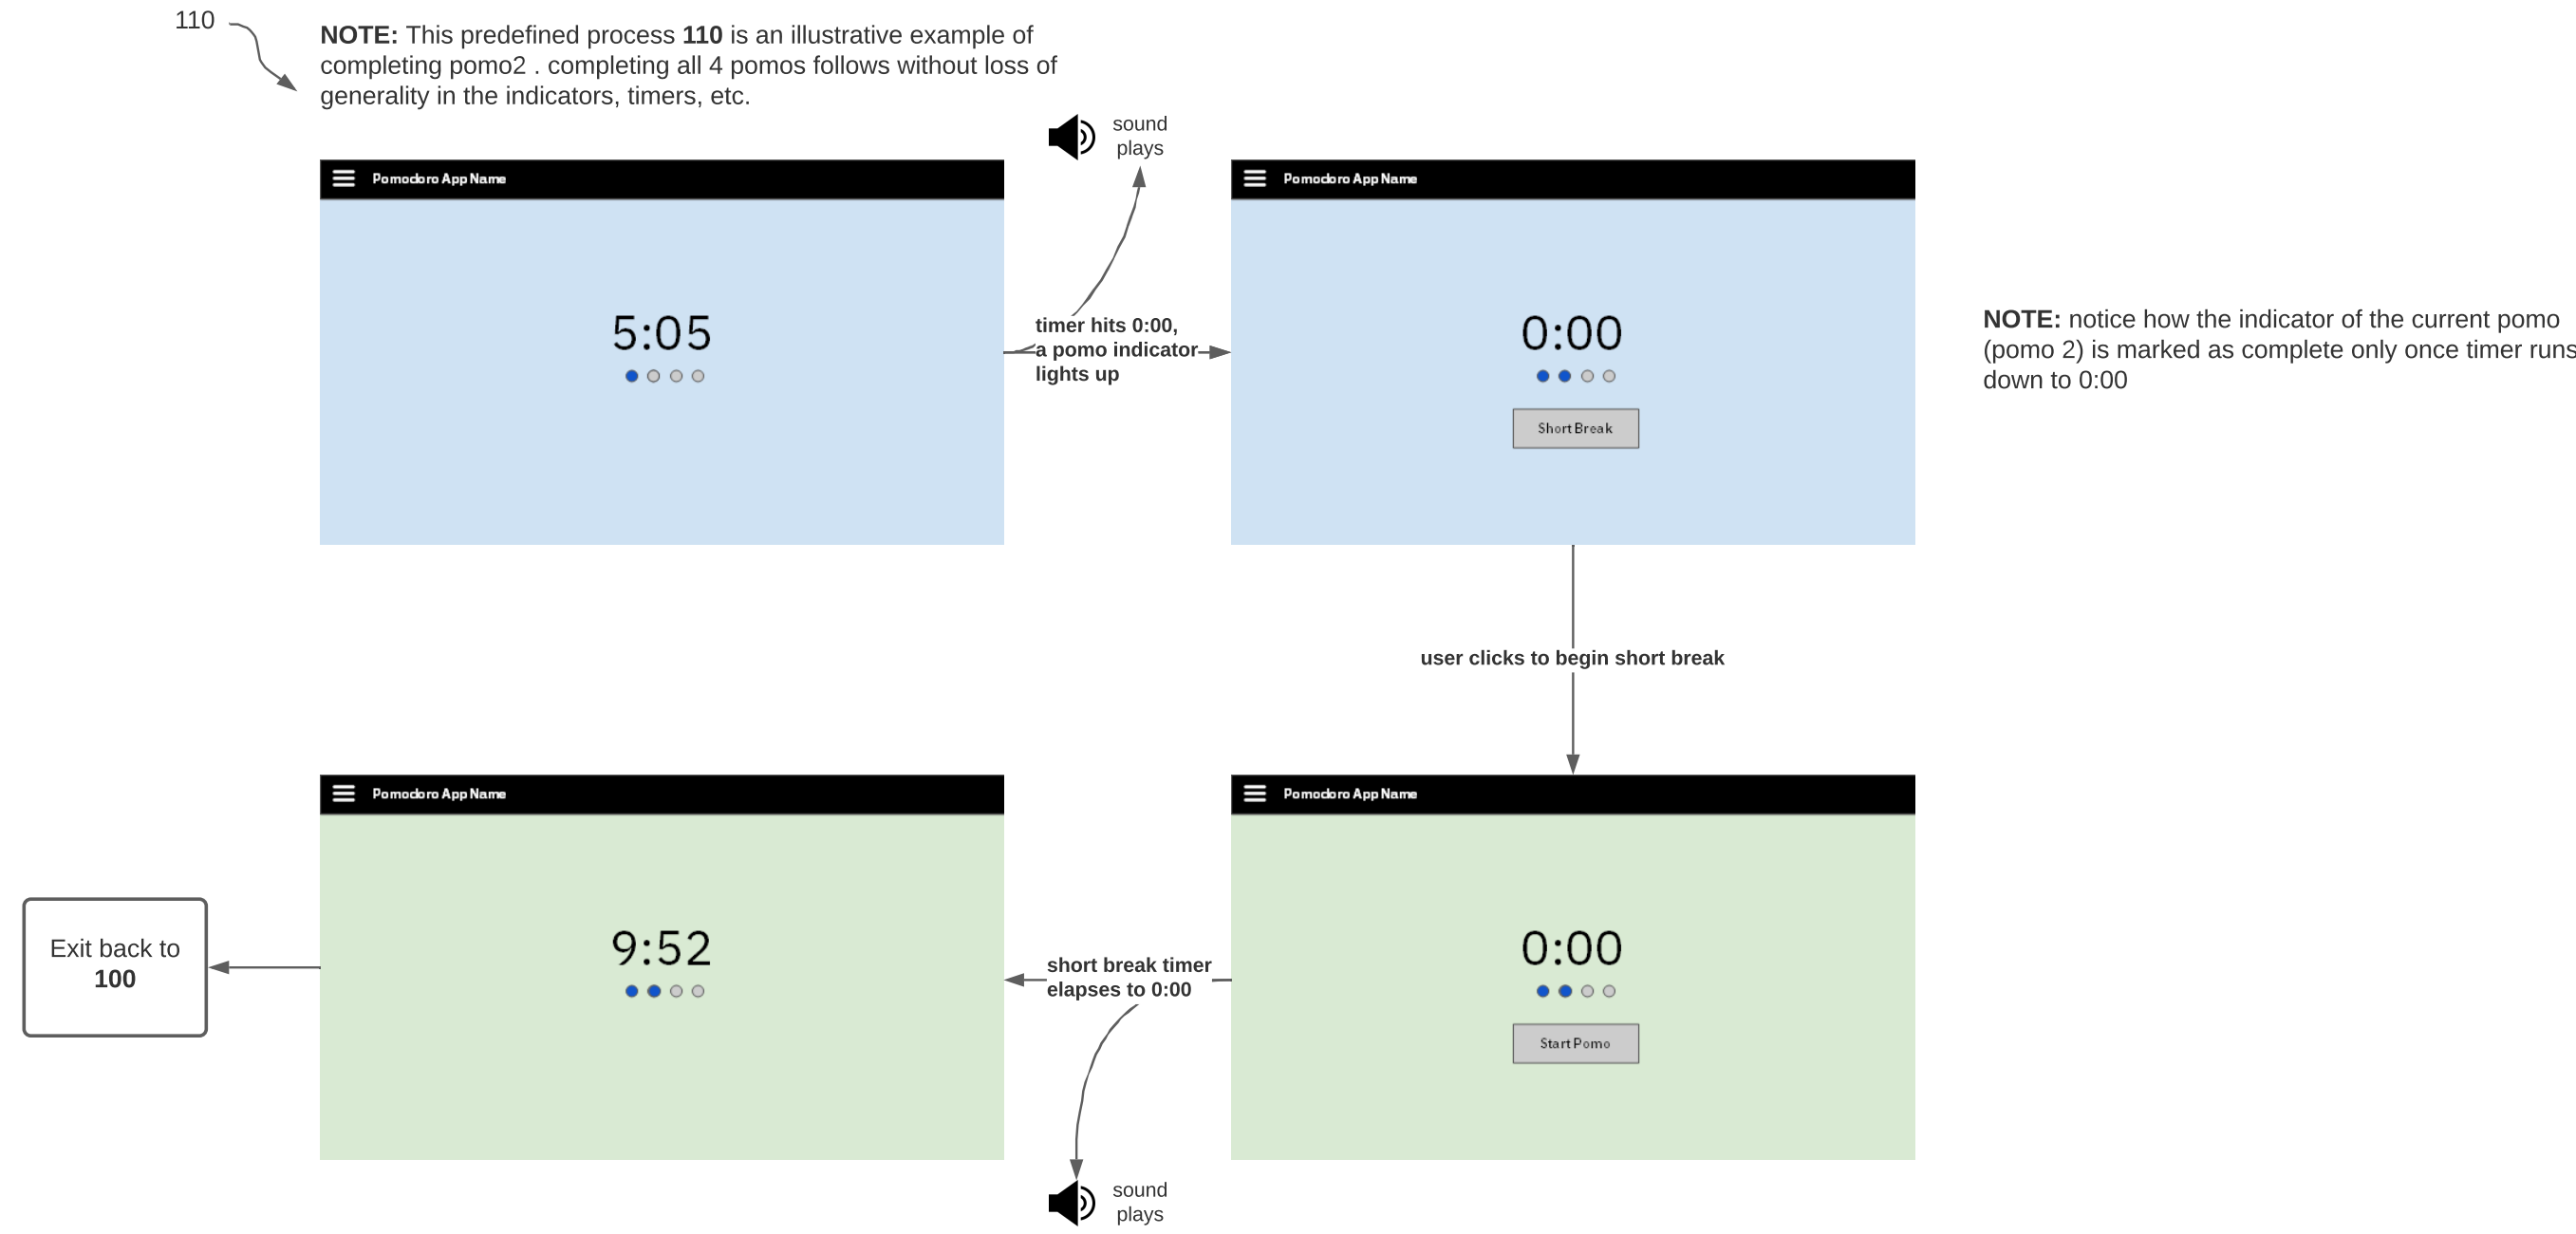 110
NOTE: This predefined process 110 is an illustrative example of
completing pomo2 . completing all 4 pomos follows without loss of
generality in the indicators, timers, etc.
sound
plays
Pomodoro App Name
5:05
timer hits 0:00,
a pomo indicator
lights up
Pomodoro App Name
0:00
Short Break
NOTE: notice how the indicator of the current pomo
(pomo 2) is marked as complete only once timer runs
down to 0:00
user clicks to begin short break
Pomodoro App Name
0:00
Start Pomo
short break timer
elapses to 0:00
sound
plays
Pomodoro App Name
9:52
Exit back to
100